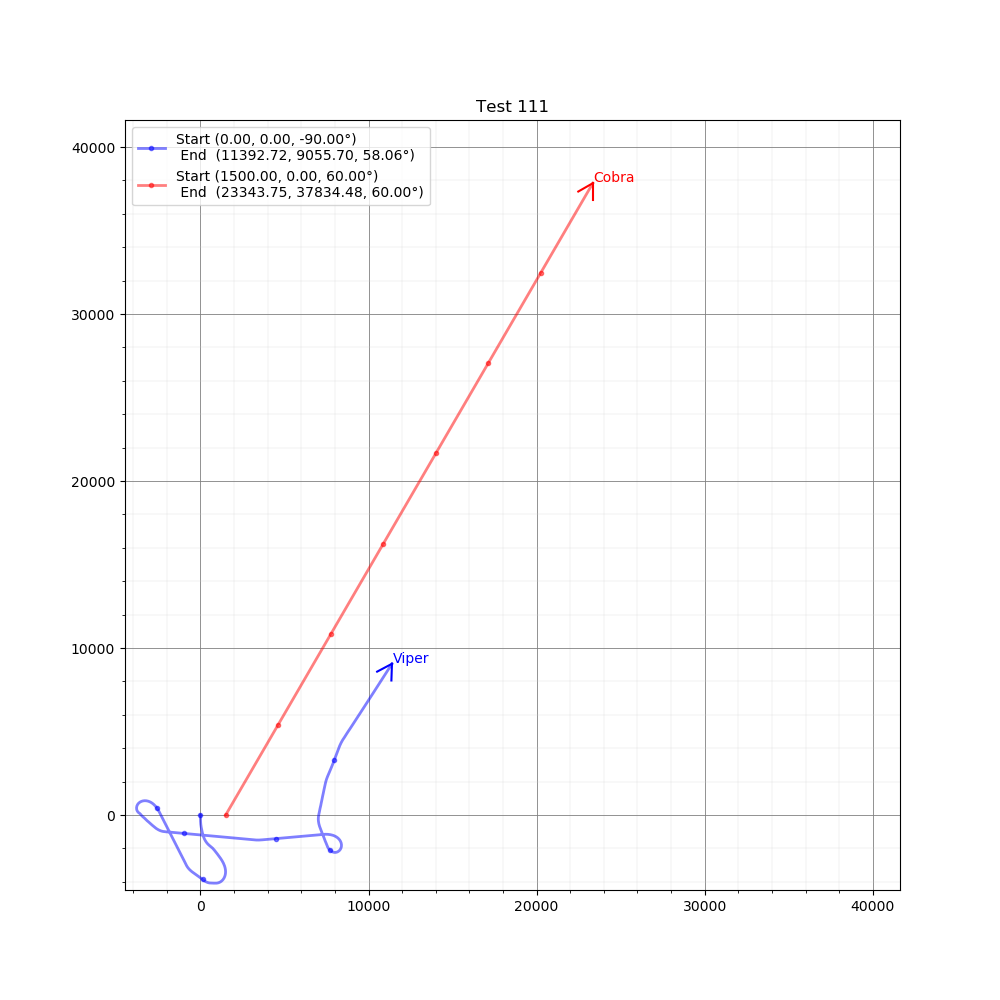 Test 111
Start (0.00, 0.00, -90.00°)
End (11392.72, 9055.70, 58.06°)
Start (1500.00, 0.00, 60.00°)
End (23343.75, 37834.48, 60.00°)
Cobra
Viper
40000
30000
20000
10000
0
0 10000 20000 30000 40000